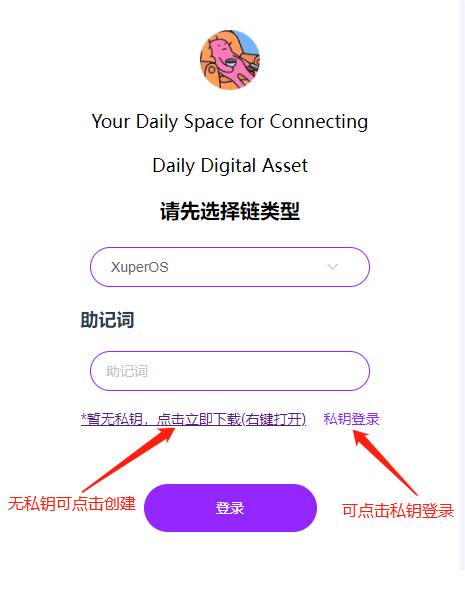 Your Daily Space for Connecting
Daily Digital Asset
请先选择链类型
XuperOS
助记词
助记词
*暂无私钥，点击立即下载(右键打开) 私钥登录
无私钥可点击创建 登录 可点击私钥登录